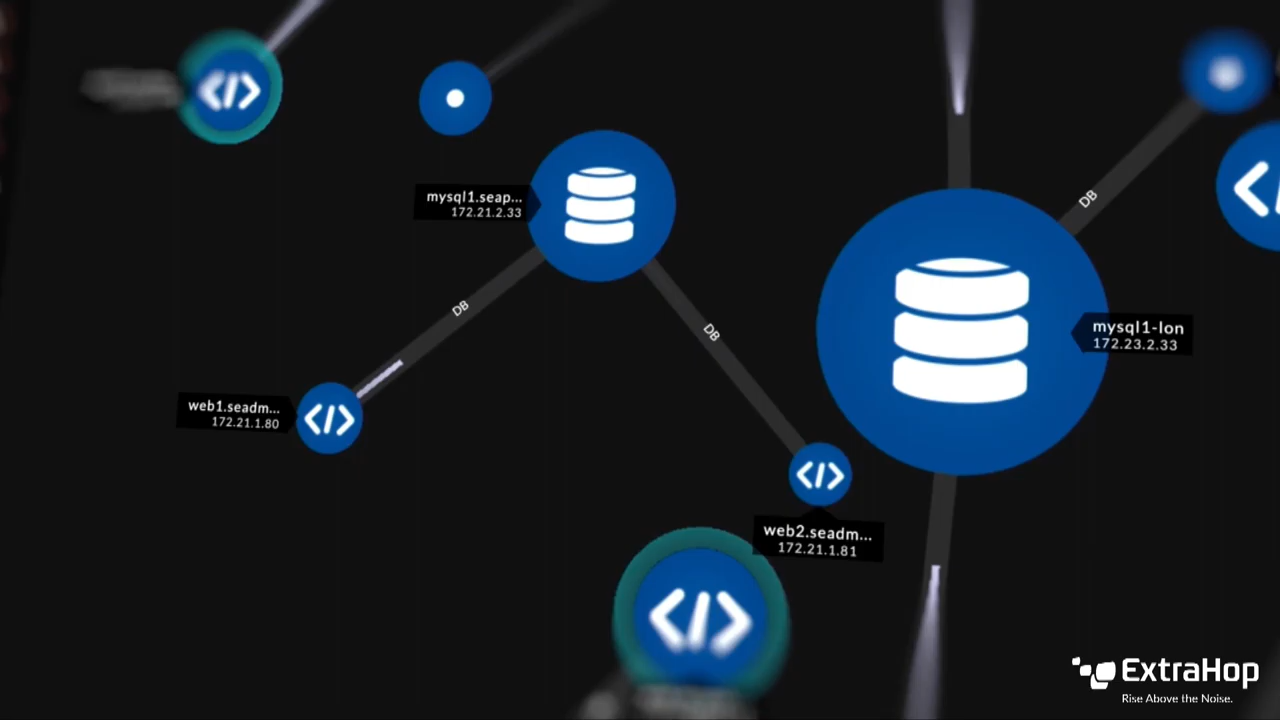 DB
mysql1.seap...
172.21.2.33
DB
DB
mysql1-lon
172.23.2.33
web1.seadm...
172.21.1.80
web2.seadm...
172.21.1.81
ExtraHop
Rise Above the Noise.